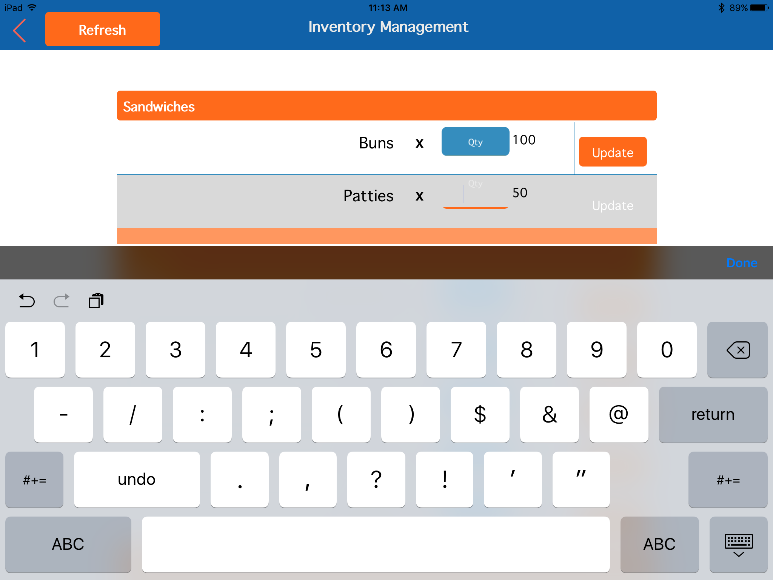 iPad 11:13 AM 89%
Refresh Inventory Management
Sandwiches
Buns x Qty 100 Update
Patties x Qty 50 Update
Done
1 2 3 4 5 6 7 8 9 0
- / : ; ( ) $ & @ return
#+= undo . , ? ! ' " #+=
ABC ABC